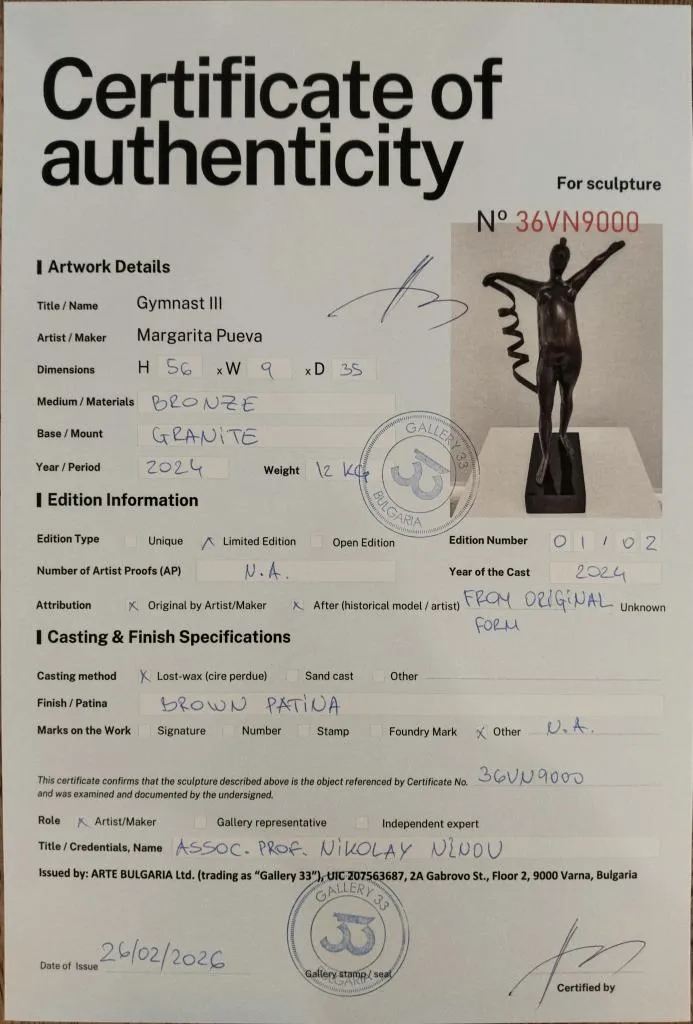 Certificate of
authenticity
For sculpture
Nº 36VN9000
Artwork Details
Title / Name Gymnast III
Artist / Maker Margarita Pueva
Dimensions H 56 x W 9 x D 35
Medium / Materials BRONZE
Base / Mount GRANITE
Year / Period 2024 Weight 12 KG
GALLERY 33
33
BULGARIA
Edition Information
Edition Type Unique Limited Edition Open Edition Edition Number 01 / 02
Number of Artist Proofs (AP) N.A. Year of the Cast 2024
Attribution x Original by Artist/Maker x After (historical model / artist) FROM ORIGINAL Unknown
FORM
Casting & Finish Specifications
Casting method x Lost-wax (cire perdue) Sand cast Other
Finish / Patina BROWN PATINA
Marks on the Work Signature Number Stamp Foundry Mark x Other N.A.
This certificate confirms that the sculpture described above is the object referenced by Certificate No. 36VN9000
and was examined and documented by the undersigned.
Role x Artist/Maker Gallery representative Independent expert
Title / Credentials, Name ASSOC. PROF. NIKOLAY NINOV
Issued by: ARTE BULGARIA Ltd. (trading as “Gallery 33”), UIC 207563687, 2A Gabrovo St., Floor 2, 9000 Varna, Bulgaria
GALLERY 33
33
BULGARIA
Date of Issue 26/02/2026
Gallery stamp / seal
Certified by